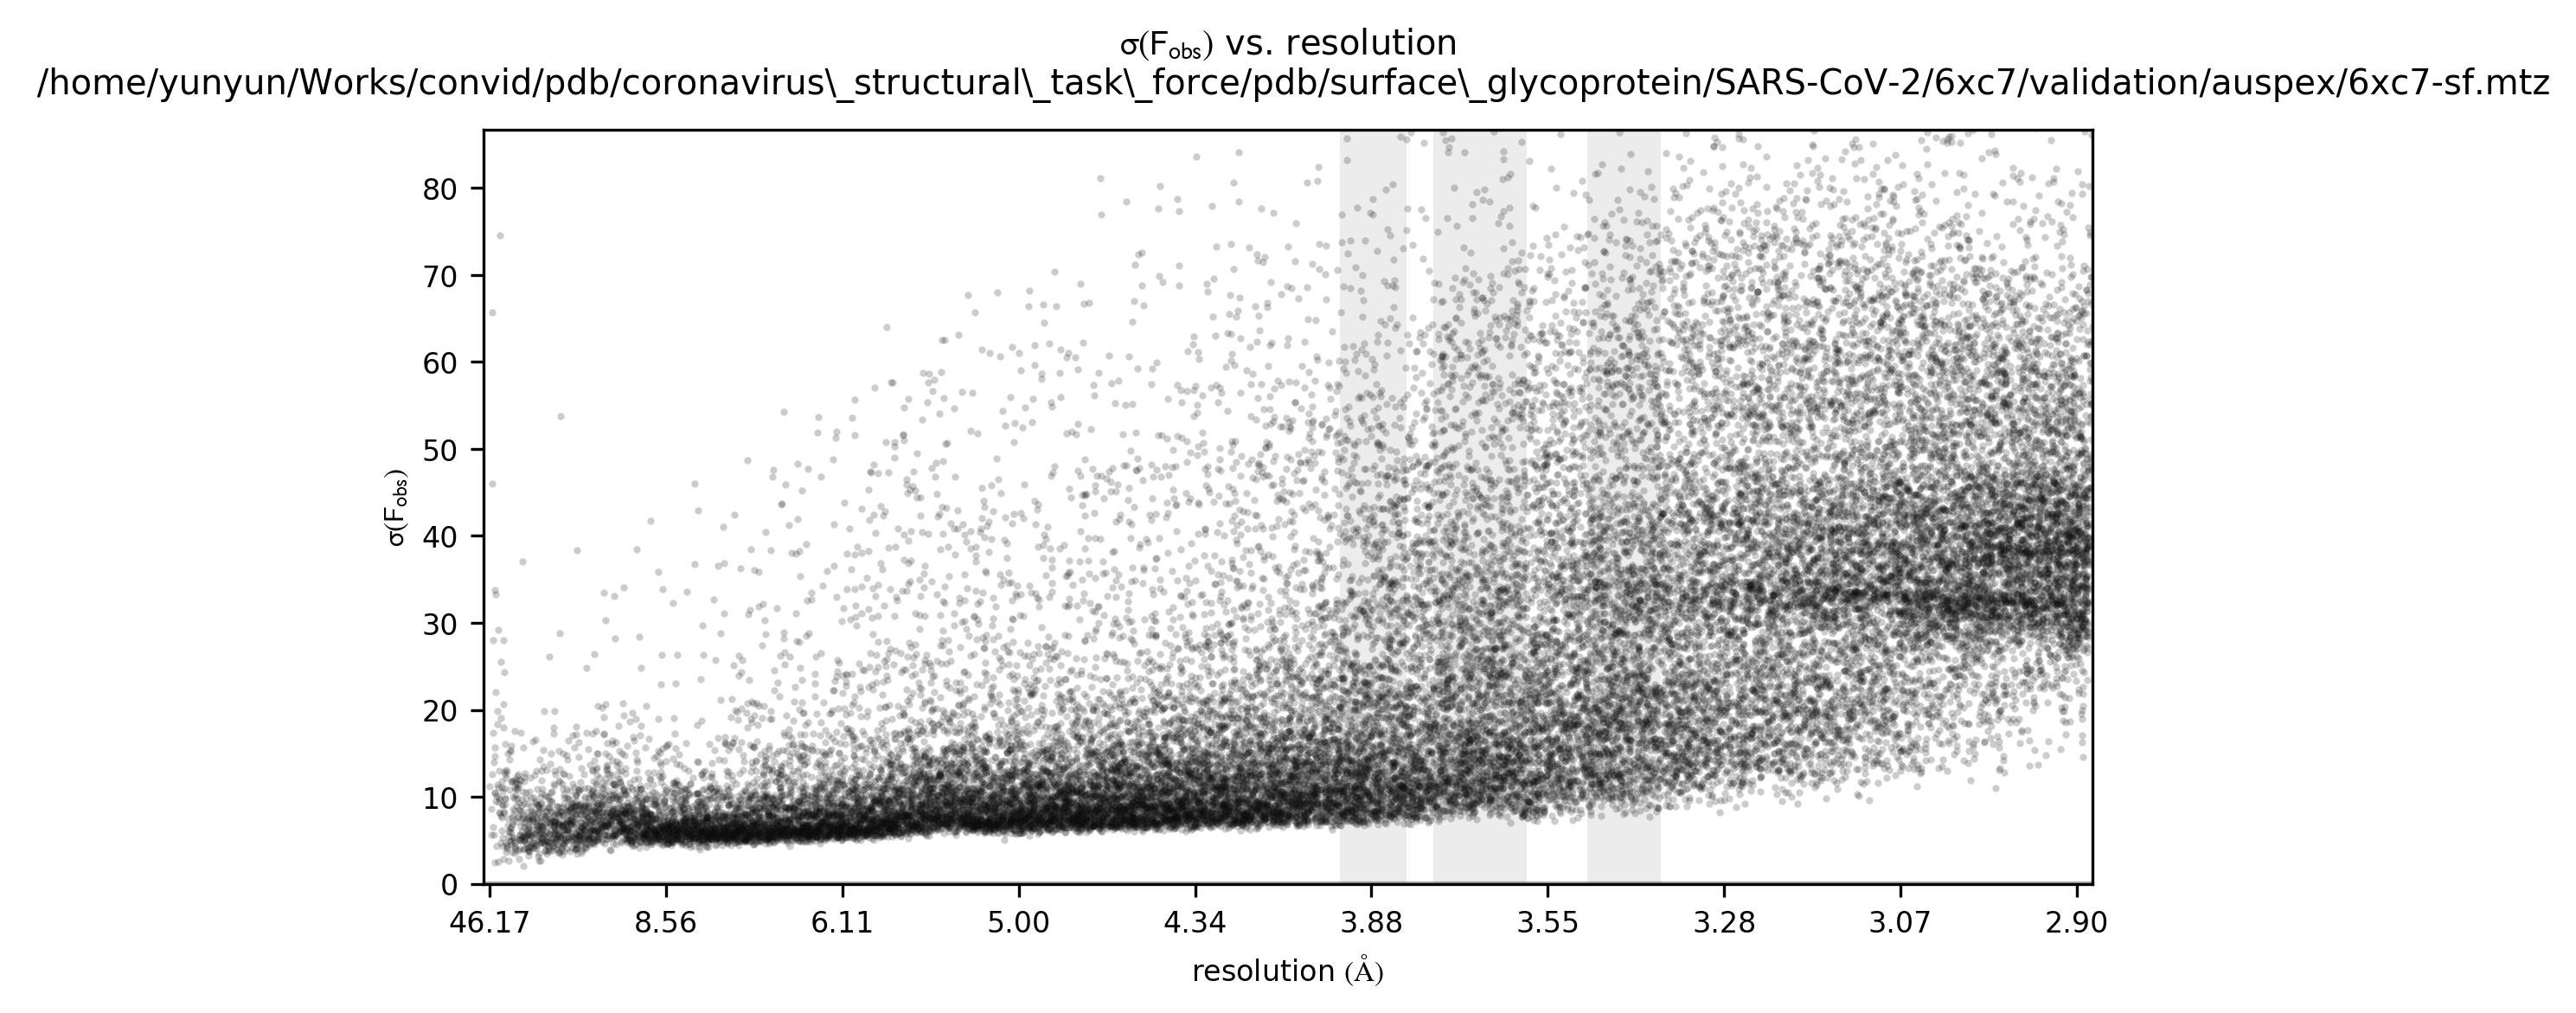 σ(F_obs) vs. resolution
/home/yunyun/Works/convid/pdb/coronavirus\_structural\_task\_force/pdb/surface\_glycoprotein/SARS-CoV-2/6xc7/validation/auspex/6xc7-sf.mtz
σ(F_obs)
80
70
60
50
40
30
20
10
0
46.17 8.56 6.11 5.00 4.34 3.88 3.55 3.28 3.07 2.90
resolution (Å)